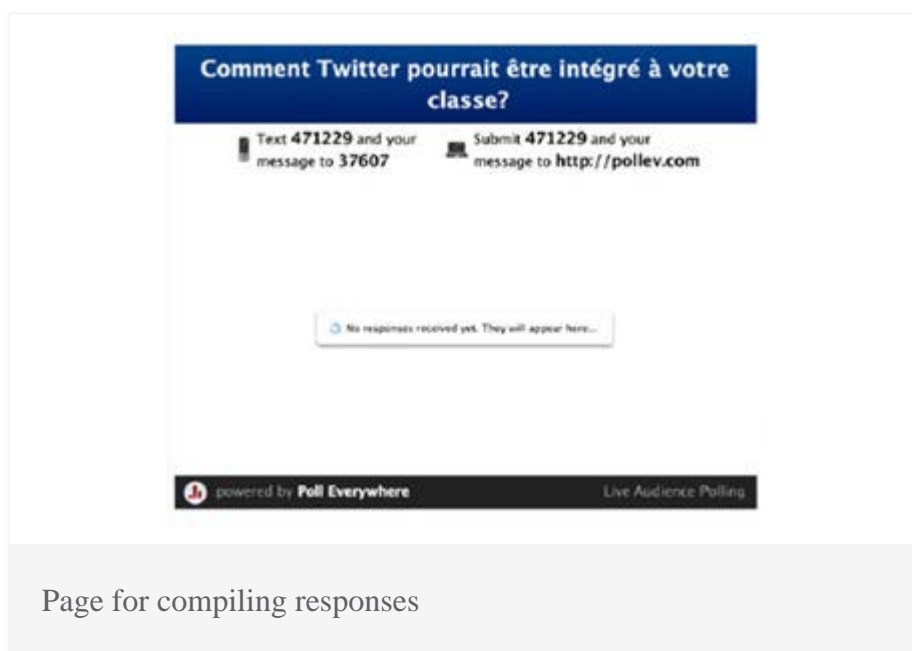 Comment Twitter pourrait être intégré à votre
classe?
Text 471229 and your
message to 37607
Submit 471229 and your
message to http://pollev.com
No responses received yet. They will appear here...
powered by Poll Everywhere
Live Audience Polling
Page for compiling responses